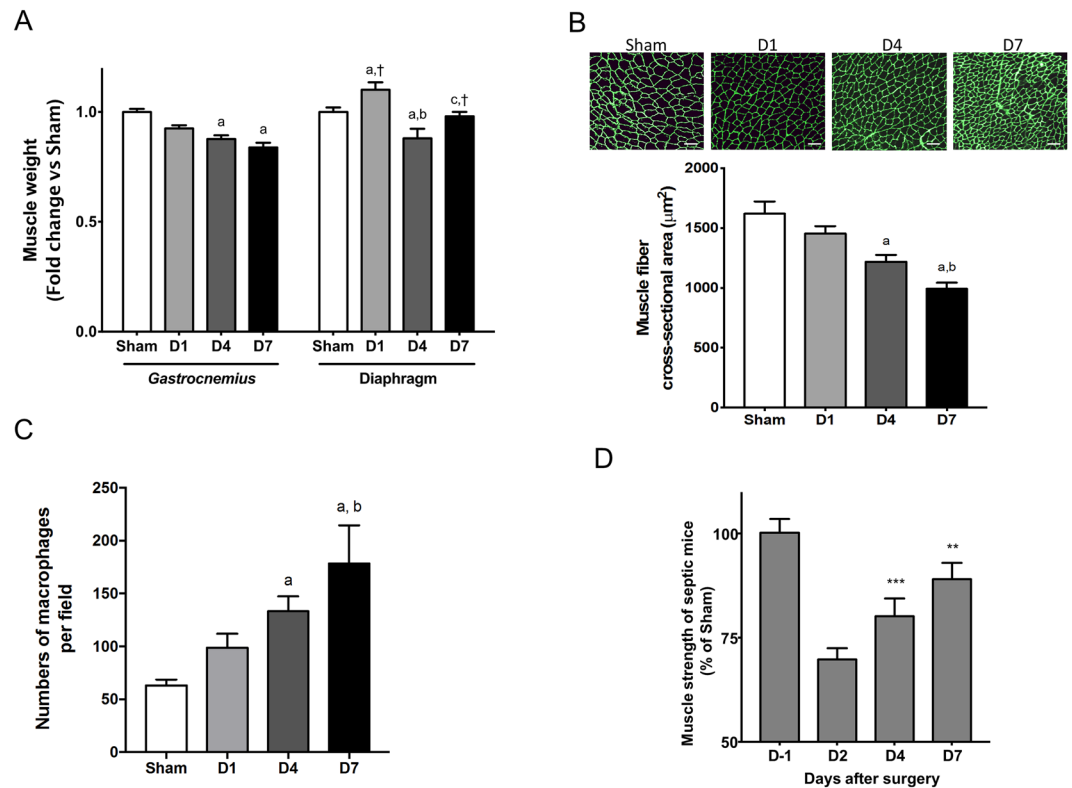 A
Muscle weight
(Fold change vs Sham)
1.0
0.5
0.0
a
a
a,†
a,b
c,†
Sham D1 D4 D7 Sham D1 D4 D7
Gastrocnemius Diaphragm
B
Sham D1 D4 D7
Muscle fiber
cross-sectional area (μm²)
2000
1500
1000
500
0
a
a,b
Sham D1 D4 D7
C
Numbers of macrophages
per field
250
200
150
100
50
0
a
a, b
Sham D1 D4 D7
D
Muscle strength of septic mice
(% of Sham)
100
75
50
***
**
D-1 D2 D4 D7
Days after surgery